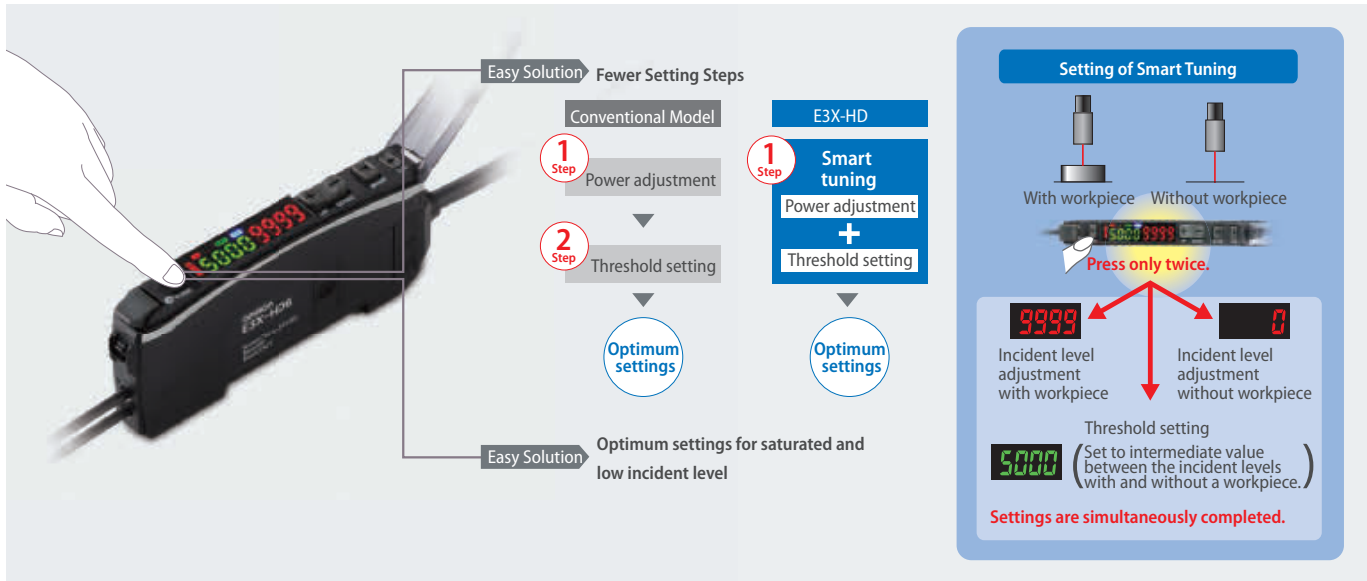 Easy Solution
Fewer Setting Steps
Conventional Model
1
Step
Power adjustment
2
Step
Threshold setting
Optimum
settings
E3X-HD
1
Step
Smart
tuning
Power adjustment
+
Threshold setting
Optimum
settings
5000 9999
OMRON
E3X-HD6
Easy Solution
Optimum settings for saturated and
low incident level
Setting of Smart Tuning
With workpiece
Without workpiece
5000 9999
Press only twice.
9999
Incident level
adjustment
with workpiece
0
Incident level
adjustment
without workpiece
Threshold setting
5000
(Set to intermediate value
between the incident levels
with and without a workpiece.)
Settings are simultaneously completed.